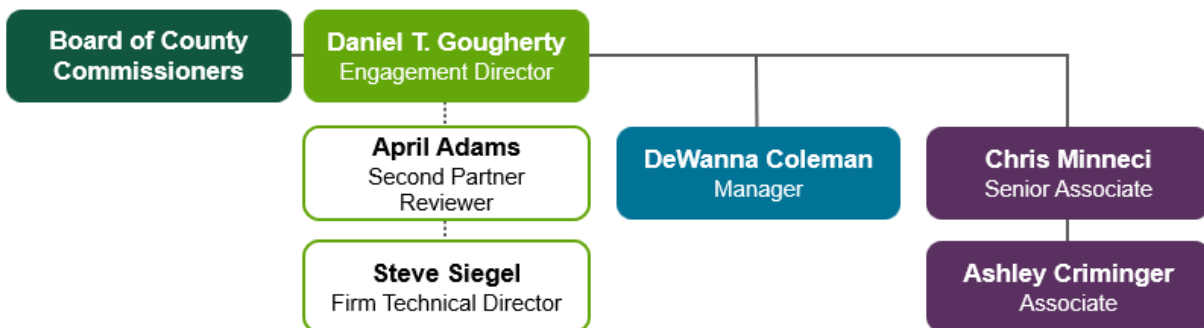 Board of County
Commissioners
Daniel T. Gougherty
Engagement Director
April Adams
Second Partner
Reviewer
Steve Siegel
Firm Technical Director
DeWanna Coleman
Manager
Chris Minneci
Senior Associate
Ashley Criminger
Associate